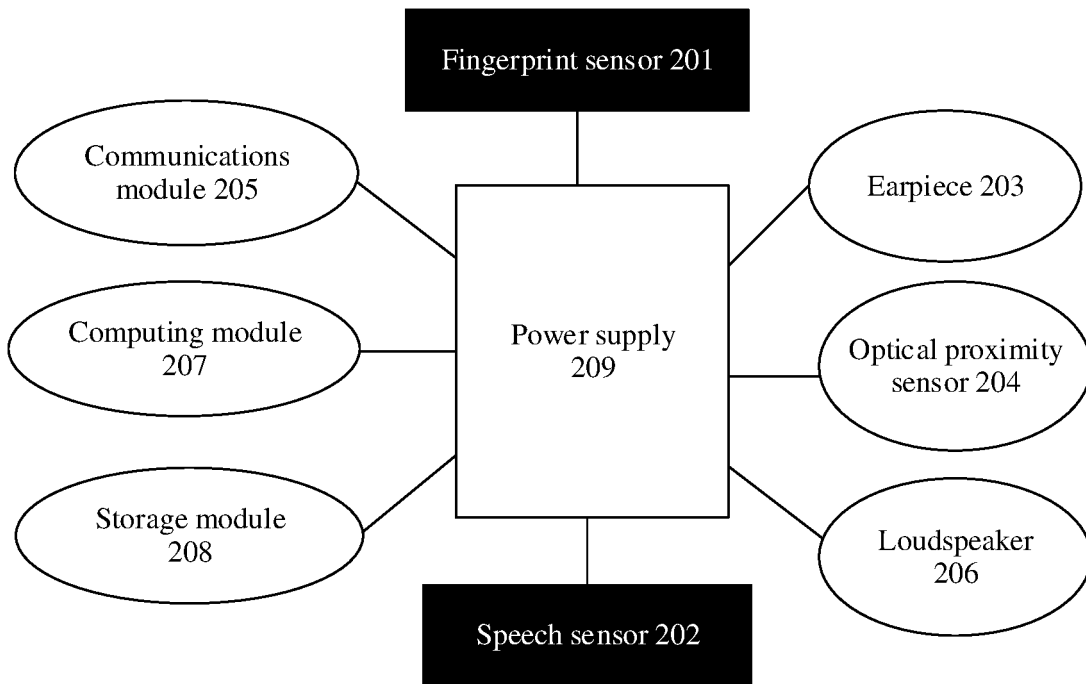 Fingerprint sensor 201
Communications
module 205
Earpiece 203
Computing module
207
Power supply
209
Optical proximity
sensor 204
Storage module
208
Loudspeaker
206
Speech sensor 202